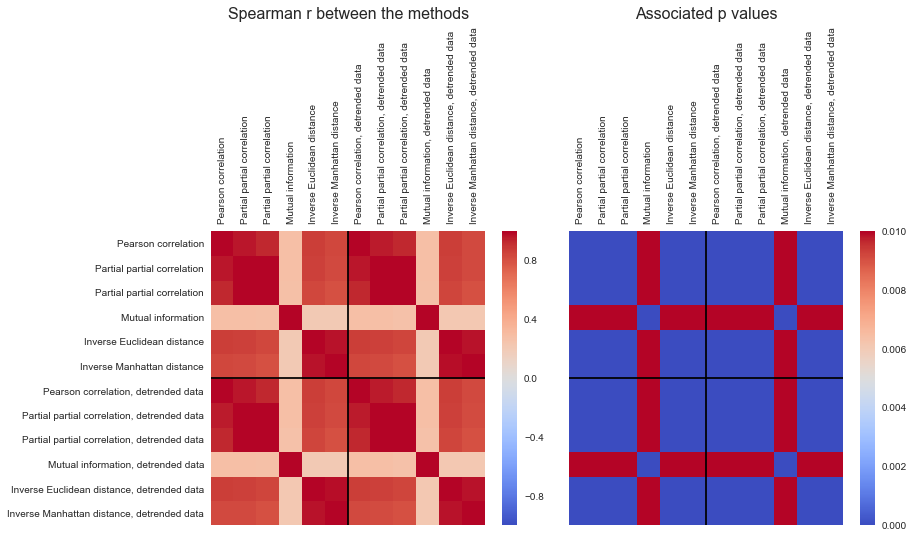 Spearman r between the methods
Pearson correlation
Partial partial correlation
Partial partial correlation
Mutual information
Inverse Euclidean distance
Inverse Manhattan distance
Pearson correlation, detrended data
Partial partial correlation, detrended data
Partial partial correlation, detrended data
Mutual information, detrended data
Inverse Euclidean distance, detrended data
Inverse Manhattan distance, detrended data
Pearson correlation
Partial partial correlation
Partial partial correlation
Mutual information
Inverse Euclidean distance
Inverse Manhattan distance
Pearson correlation, detrended data
Partial partial correlation, detrended data
Partial partial correlation, detrended data
Mutual information, detrended data
Inverse Euclidean distance, detrended data
Inverse Manhattan distance, detrended data
0.8
0.4
0.0
−0.4
−0.8
Associated p values
Pearson correlation
Partial partial correlation
Partial partial correlation
Mutual information
Inverse Euclidean distance
Inverse Manhattan distance
Pearson correlation, detrended data
Partial partial correlation, detrended data
Partial partial correlation, detrended data
Mutual information, detrended data
Inverse Euclidean distance, detrended data
Inverse Manhattan distance, detrended data
0.010
0.008
0.006
0.004
0.002
0.000